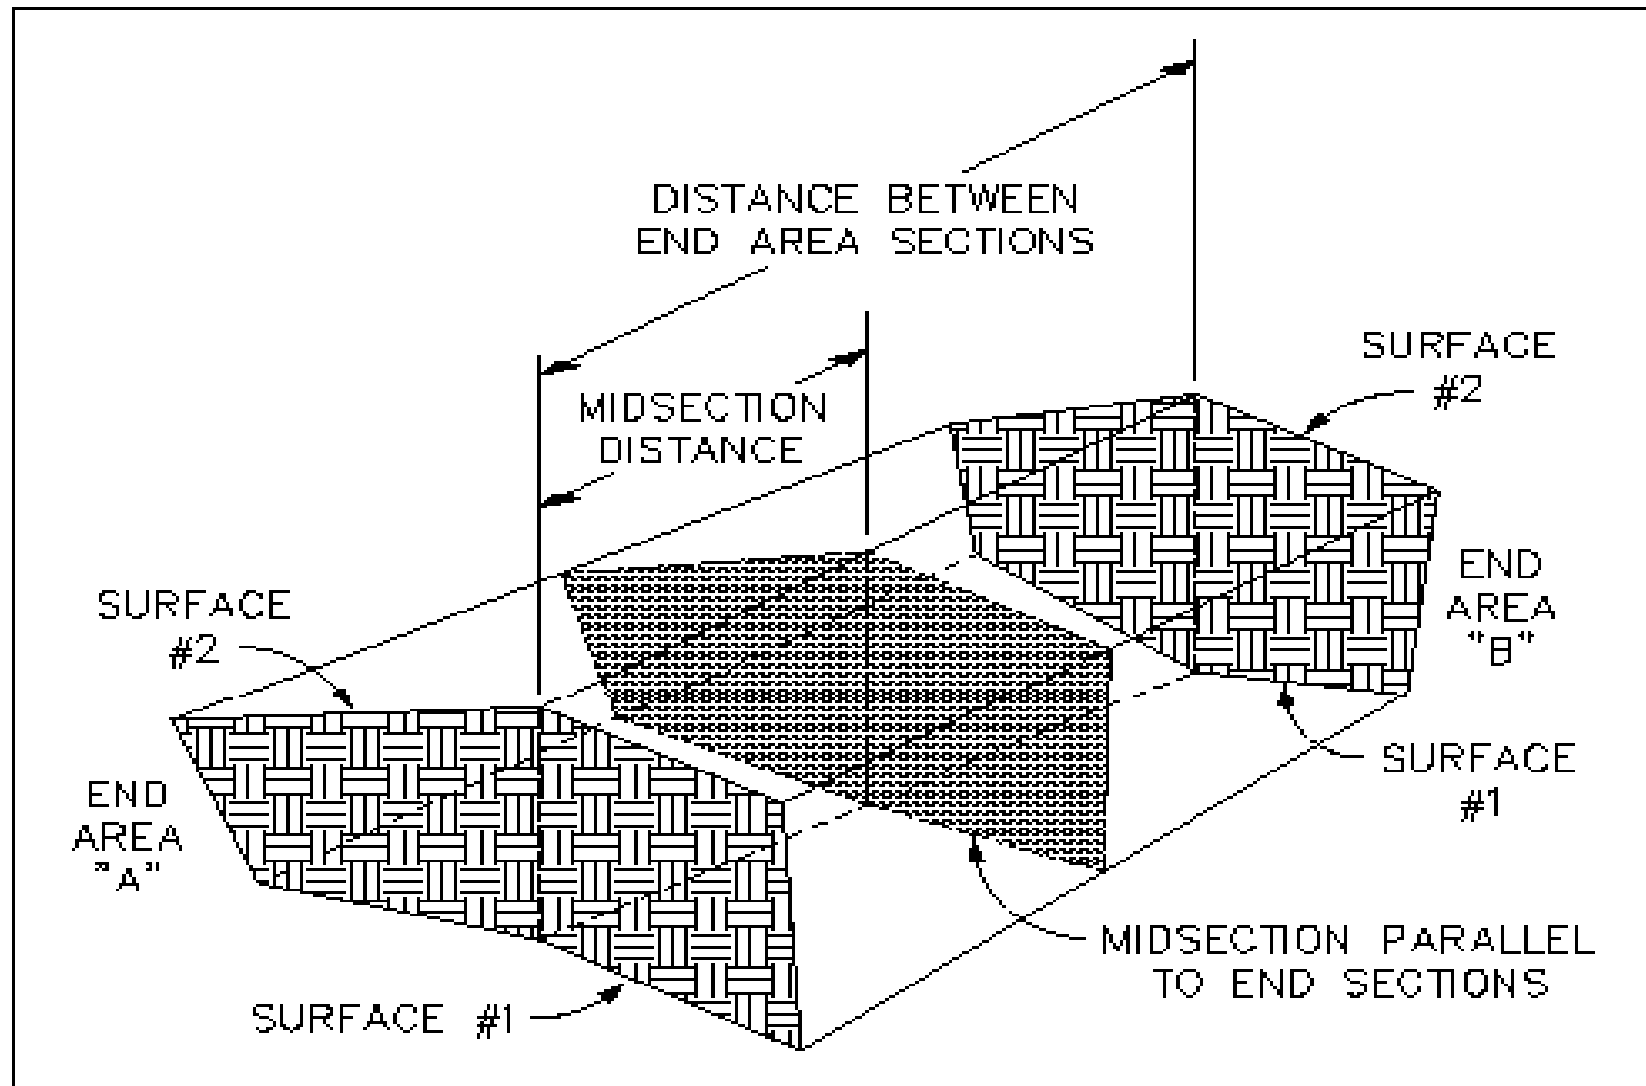 DISTANCE BETWEEN
END AREA SECTIONS
MIDSECTION
DISTANCE
SURFACE
#2
SURFACE
#2
END
AREA
"B"
END
AREA
"A"
SURFACE
#1
MIDSECTION PARALLEL
TO END SECTIONS
SURFACE #1